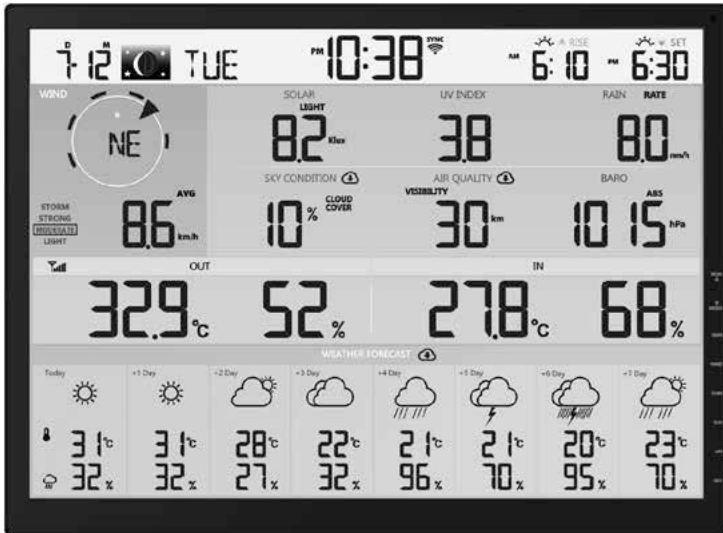 D M
7-12 TUE PM 10:38 SYNC AM 6:10 RISE PM 6:30 SET
WIND SOLAR UV INDEX RAIN RATE
LIGHT
NE 8.2 Klux 3.8 8.0 mm/h
SKY CONDITION AIR QUALITY BARO
AVG CLOUD COVER VISIBILITY ABS
STORM
STRONG
MODERATE
LIGHT
8.6 km/h 10 % 30 km 1015 hPa
OUT IN
32.9 °C 52 % 27.8 °C 68 %
WEATHER FORECAST
Today +1 Day +2 Day +3 Day +4 Day +5 Day +6 Day +7 Day
31°C 31°C 28°C 22°C 21°C 21°C 20°C 23°C
32% 32% 27% 32% 96% 70% 95% 70%